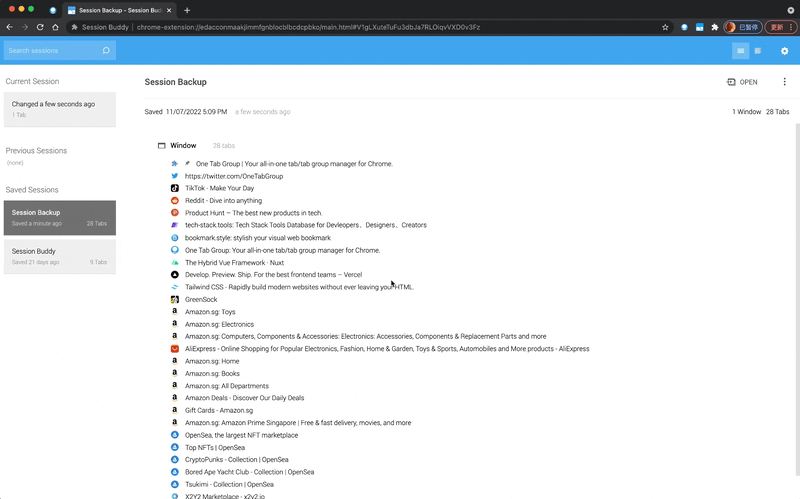 Session Backup - Session Bud
Session Buddy | chrome-extension://edacconmaakjimmfgnblocblbcdcpbko/main.html#V1gLXuteTuFu3dbJa7RLOiqvVXD0v3Fz
已暂停
更新
Search sessions
Current Session
Changed a few seconds ago
1 Tab
Previous Sessions
(none)
Saved Sessions
Session Backup
Saved a minute ago 28 Tabs
Session Buddy
Saved 21 days ago 9 Tabs
Session Backup
OPEN
Saved 11/07/2022 5:09 PM a few seconds ago
1 Window 28 Tabs
Window 28 tabs
One Tab Group | Your all-in-one tab/tab group manager for Chrome.
https://twitter.com/OneTabGroup
TikTok - Make Your Day
Reddit - Dive into anything
Product Hunt – The best new products in tech.
tech-stack.tools: Tech Stack Tools Database for Devleopers、Designers、Creators
bookmark.style: stylish your visual web bookmark
One Tab Group: Your all-in-one tab/tab group manager for Chrome.
The Hybrid Vue Framework · Nuxt
Develop. Preview. Ship. For the best frontend teams – Vercel
Tailwind CSS - Rapidly build modern websites without ever leaving your HTML.
GreenSock
Amazon.sg: Toys
Amazon.sg: Electronics
Amazon.sg: Computers, Components & Accessories: Electronics: Accessories, Components & Replacement Parts and more
AliExpress - Online Shopping for Popular Electronics, Fashion, Home & Garden, Toys & Sports, Automobiles and More products - AliExpress
Amazon.sg: Home
Amazon.sg: Books
Amazon.sg: All Departments
Amazon Deals - Discover Our Daily Deals
Gift Cards - Amazon.sg
Amazon.sg: Amazon Prime Singapore | Free & fast delivery, movies, and more
OpenSea, the largest NFT marketplace
Top NFTs | OpenSea
CryptoPunks - Collection | OpenSea
Bored Ape Yacht Club - Collection | OpenSea
Tsukimi - Collection | OpenSea
X2Y2 Marketplace - x2y2.io